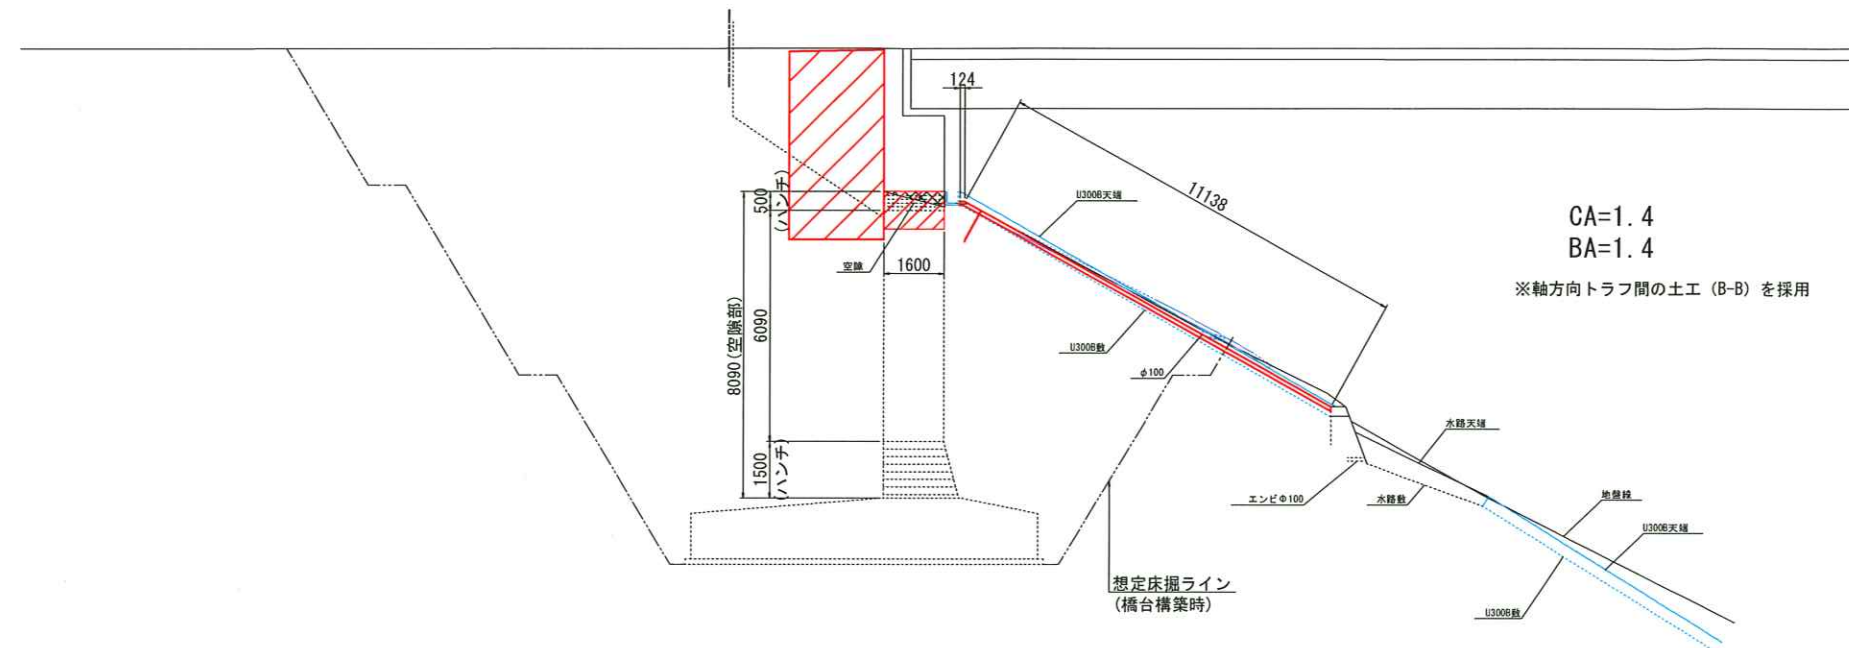 124
11138
500
(ハンチ)
U300B天端
CA=1.4
BA=1.4
※軸方向トラフ間の土工（B-B）を採用
空隙
1600
8090(空隙部)
6090
U300B敷
φ100
1500
(ハンチ)
水路天端
エンビΦ100
水路敷
地盤線
U300B天端
想定床掘ライン
(橋台構築時)
U300B敷